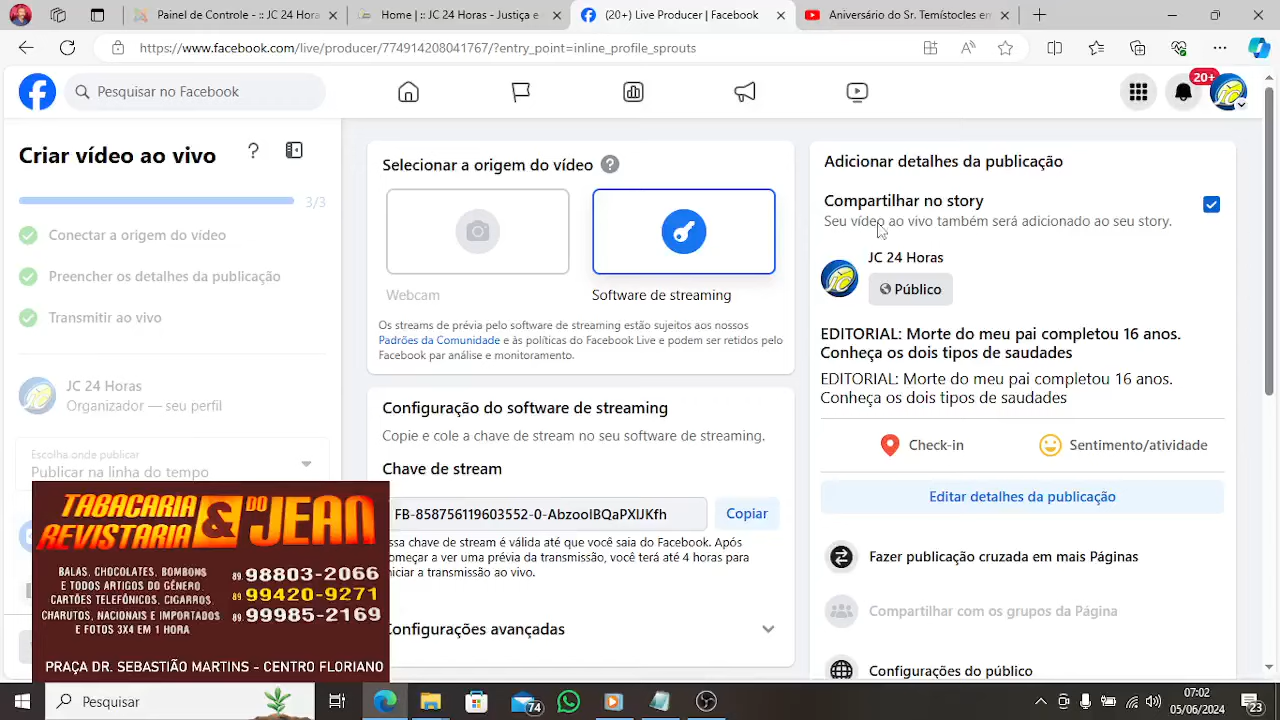 Painel de Controle - :: JC 24 Hora
Home | :: JC 24 Horas - Justiça e
(20+) Live Producer | Facebook
Aniversário do Sr. Temístocles em
https://www.facebook.com/live/producer/774914208041767/?entry_point=inline_profile_sprouts
Pesquisar no Facebook
20+
Criar vídeo ao vivo
3/3
Conectar a origem do vídeo
Preencher os detalhes da publicação
Transmitir ao vivo
JC 24 Horas
Organizador — seu perfil
Escolha onde publicar
Publicar na linha do tempo
TABACARIA & DO JEAN
REVISTARIA
BALAS, CHOCOLATES, BOMBONS
E TODOS ARTIGOS DO GÊNERO,
CARTÕES TELEFÔNICOS, CIGARROS,
CHARUTOS, NACIONAIS E IMPORTADOS
E FOTOS 3X4 EM 1 HORA
89 98803-2066
89 99420-9271
89 99985-2169
PRAÇA DR. SEBASTIÃO MARTINS - CENTRO FLORIANO
Selecionar a origem do vídeo
Webcam
Software de streaming
Os streams de prévia pelo software de streaming estão sujeitos aos nossos
Padrões da Comunidade e às políticas do Facebook Live e podem ser retidos pelo
Facebook par análise e monitoramento.
Configuração do software de streaming
Copie e cole a chave de stream no seu software de streaming.
Chave de stream
FB-858756119603552-0-AbzooIBQaPXlJKfh
Copiar
ssa chave de stream é válida até que você saia do Facebook. Após
omeçar a ver uma prévia da transmissão, você terá até 4 horas para
niciar a transmissão ao vivo.
Configurações avançadas
Adicionar detalhes da publicação
Compartilhar no story
Seu vídeo ao vivo também será adicionado ao seu story.
JC 24 Horas
Público
EDITORIAL: Morte do meu pai completou 16 anos.
Conheça os dois tipos de saudades
EDITORIAL: Morte do meu pai completou 16 anos.
Conheça os dois tipos de saudades
Check-in
Sentimento/atividade
Editar detalhes da publicação
Fazer publicação cruzada em mais Páginas
Compartilhar com os grupos da Página
Configurações do público
Pesquisar
74
07:02
05/06/2024
23